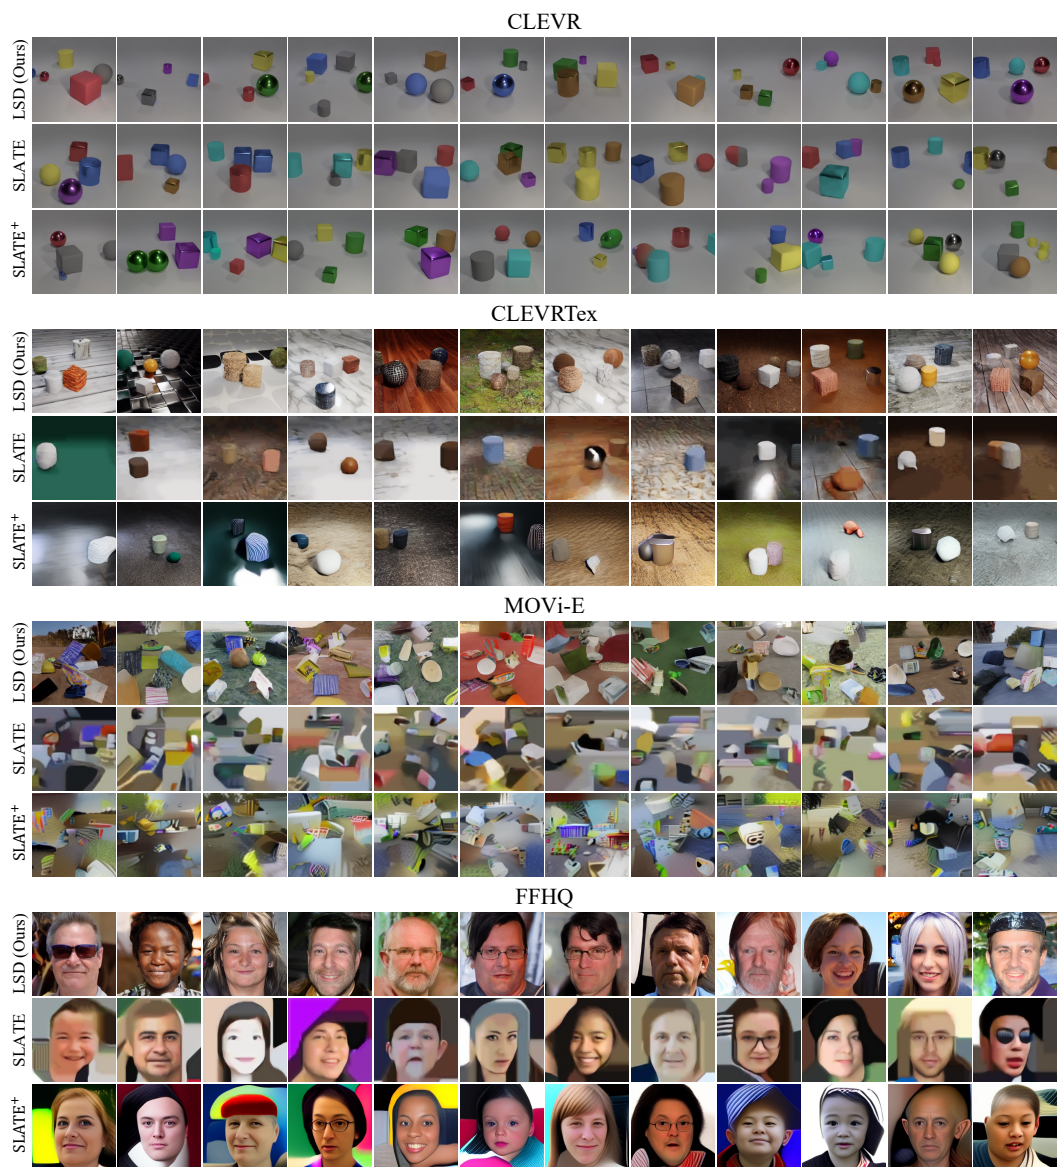 CLEVR
LSD (Ours)
SLATE
SLATE+
CLEVRTex
LSD (Ours)
SLATE
SLATE+
MOVi-E
LSD (Ours)
SLATE
SLATE+
FFHQ
LSD (Ours)
SLATE
SLATE+